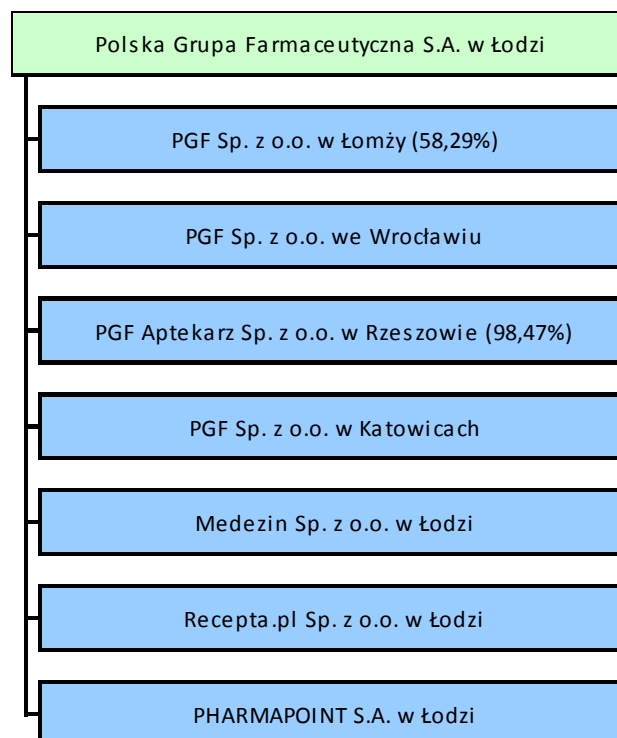 Polska Grupa Farmaceutyczna S.A. w Łodzi
PGF Sp. z o.o. w Łomży (58,29%)
PGF Sp. z o.o. we Wrocławiu
PGF Aptekarz Sp. z o.o. w Rzeszowie (98,47%)
PGF Sp. z o.o. w Katowicach
Medezin Sp. z o.o. w Łodzi
Recepta.pl Sp. z o.o. w Łodzi
PHARMAPOINT S.A. w Łodzi